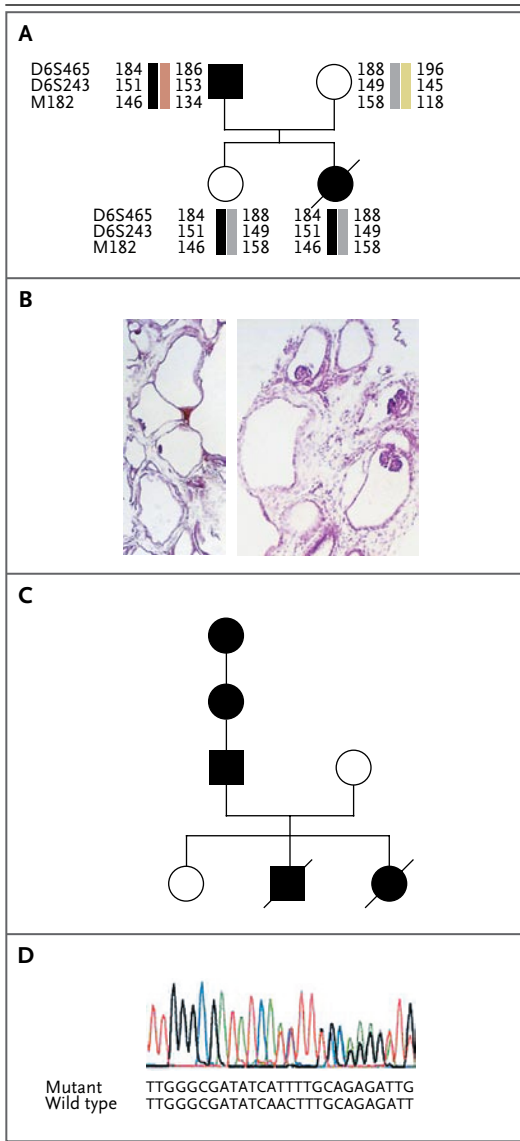 A
D6S465 184 186 188 196
D6S243 151 153 149 145
M182 146 134 158 118
D6S465 184 188 184 188
D6S243 151 149 151 149
M182 146 158 146 158
B
C
D
Mutant TTGGGCGATATCATTTTGCAGAGATTG
Wild type TTGGGCGATATCAACTTTGCAGAGATT